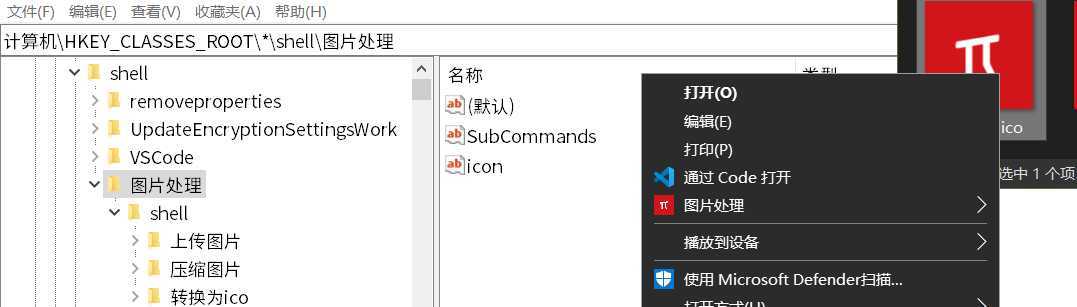 文件(F) 编辑(E) 查看(V) 收藏夹(A) 帮助(H)
计算机\HKEY_CLASSES_ROOT\*\shell\图片处理
shell
removeproperties
UpdateEncryptionSettingsWork
VSCode
图片处理
shell
上传图片
压缩图片
转换为ico
名称
ab (默认)
ab SubCommands
ab icon
打开(O)
编辑(E)
打印(P)
通过 Code 打开
π 图片处理
播放到设备
使用 Microsoft Defender扫描...
打开方式(H)
π
ico
选中 1 个项